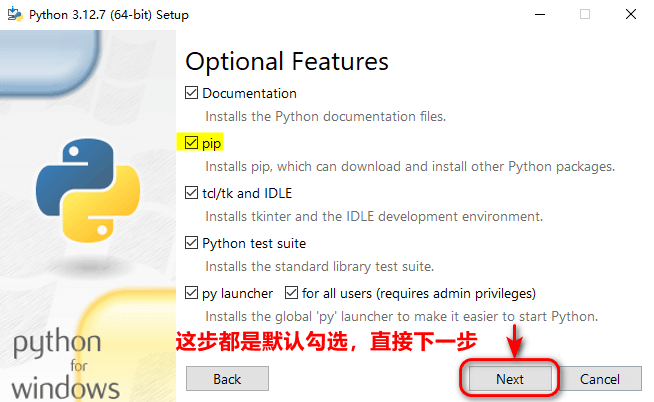 Python 3.12.7 (64-bit) Setup
Optional Features
Documentation
Installs the Python documentation files.
pip
Installs pip, which can download and install other Python packages.
tcl/tk and IDLE
Installs tkinter and the IDLE development environment.
Python test suite
Installs the standard library test suite.
py launcher for all users (requires admin privileges)
Installs the global 'py' launcher to make it easier to start Python.
这步都是默认勾选，直接下一步
python
for
windows
Back Next Cancel